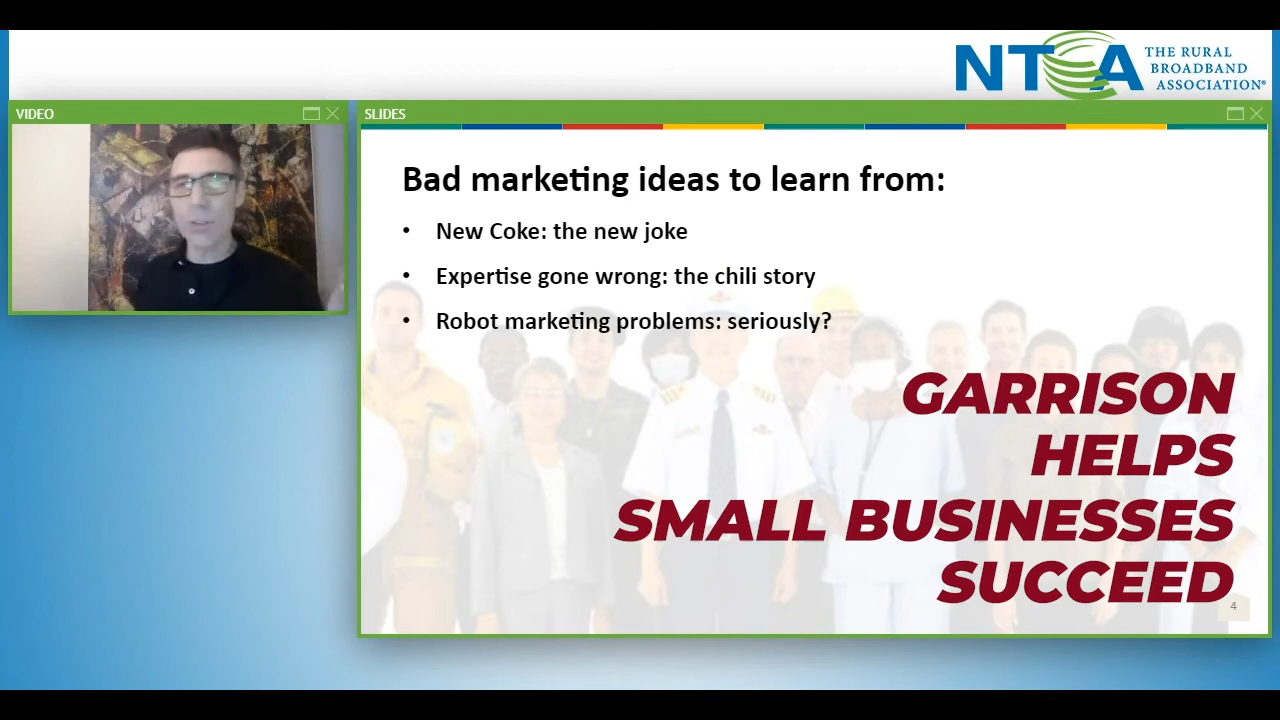 NTCA
THE RURAL
BROADBAND
ASSOCIATION®
VIDEO
SLIDES
Bad marketing ideas to learn from:
• New Coke: the new joke
• Expertise gone wrong: the chili story
• Robot marketing problems: seriously?
GARRISON
HELPS
SMALL BUSINESSES
SUCCEED
4